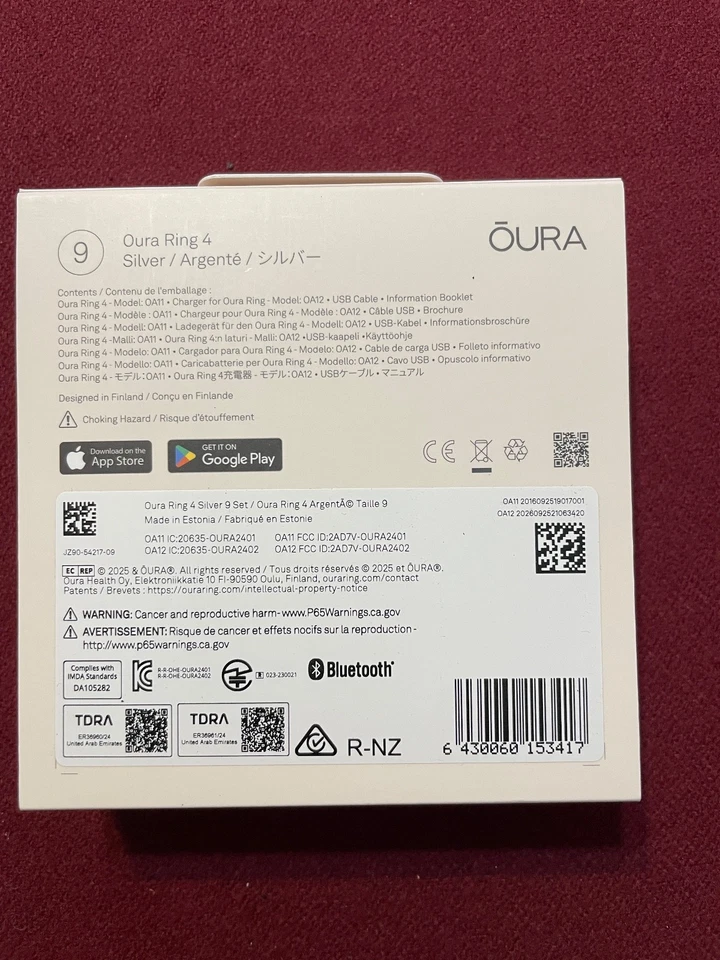 9
Oura Ring 4
Silver / Argenté / シルバー
ŌURA
Contents / Contenu de l'emballage :
Oura Ring 4 - Model: OA11 • Charger for Oura Ring - Model: OA12 • USB Cable • Information Booklet
Oura Ring 4 - Modèle : OA11 • Chargeur pour Oura Ring 4 - Modèle : OA12 • Câble USB • Brochure
Oura Ring 4 - Modell: OA11 • Ladegerät für den Oura Ring 4 - Modell: OA12 • USB-Kabel • Informationsbroschüre
Oura Ring 4 -Malli: OA11 • Oura Ring 4:n laturi - Malli: OA12 •USB-kaapeli •Käyttöohje
Oura Ring 4 - Modelo: OA11 • Cargador para Oura Ring 4 - Modelo: OA12 • Cable de carga USB • Folleto informativo
Oura Ring 4 - Modello: OA11 • Caricabatterie per Oura Ring 4 - Modello: OA12 • Cavo USB • Opuscolo informativo
Oura Ring 4 - モデル:OA11 • Oura Ring 4充電器 - モデル:OA12 • USBケーブル • マニュアル
Designed in Finland / Conçu en Finlande
Choking Hazard / Risque d'étouffement
Download on the
App Store
GET IT ON
Google Play
CE
Oura Ring 4 Silver 9 Set / Oura Ring 4 ArgentÃ© Taille 9
Made in Estonia / Fabriqué en Estonie
OA11 2016092519017001
OA12 2026092521063420
OA11 IC:20635-OURA2401 OA11 FCC ID:2AD7V-OURA2401
OA12 IC:20635-OURA2402 OA12 FCC ID:2AD7V-OURA2402
JZ90-54217-09
EC REP © 2025 & ŌURA®. All rights reserved / Tous droits réservés © 2025 et ŌURA®.
Oura Health Oy, Elektroniikkatie 10 FI-90590 Oulu, Finland, ouraring.com/contact
Patents / Brevets : https://ouraring.com/intellectual-property-notice
WARNING: Cancer and reproductive harm- www.P65Warnings.ca.gov
AVERTISSEMENT: Risque de cancer et effets nocifs sur la reproduction -
http://www.P65warnings.ca.gov
Complies with
IMDA Standards
DA105282
R-R-OHE-OURA2401
R-R-OHE-OURA2402
R 023-230021
Bluetooth®
TDRA
ER36960/24
United Arab Emirates
TDRA
ER36961/24
United Arab Emirates
R-NZ
6 430060 153417